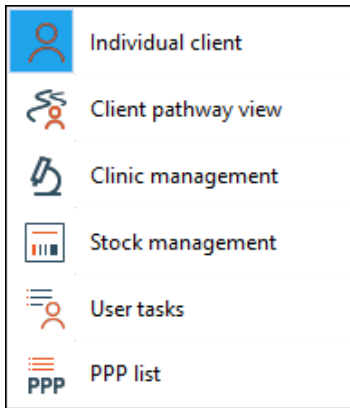 Individual client
Client pathway view
Clinic management
Stock management
User tasks
PPP PPP list